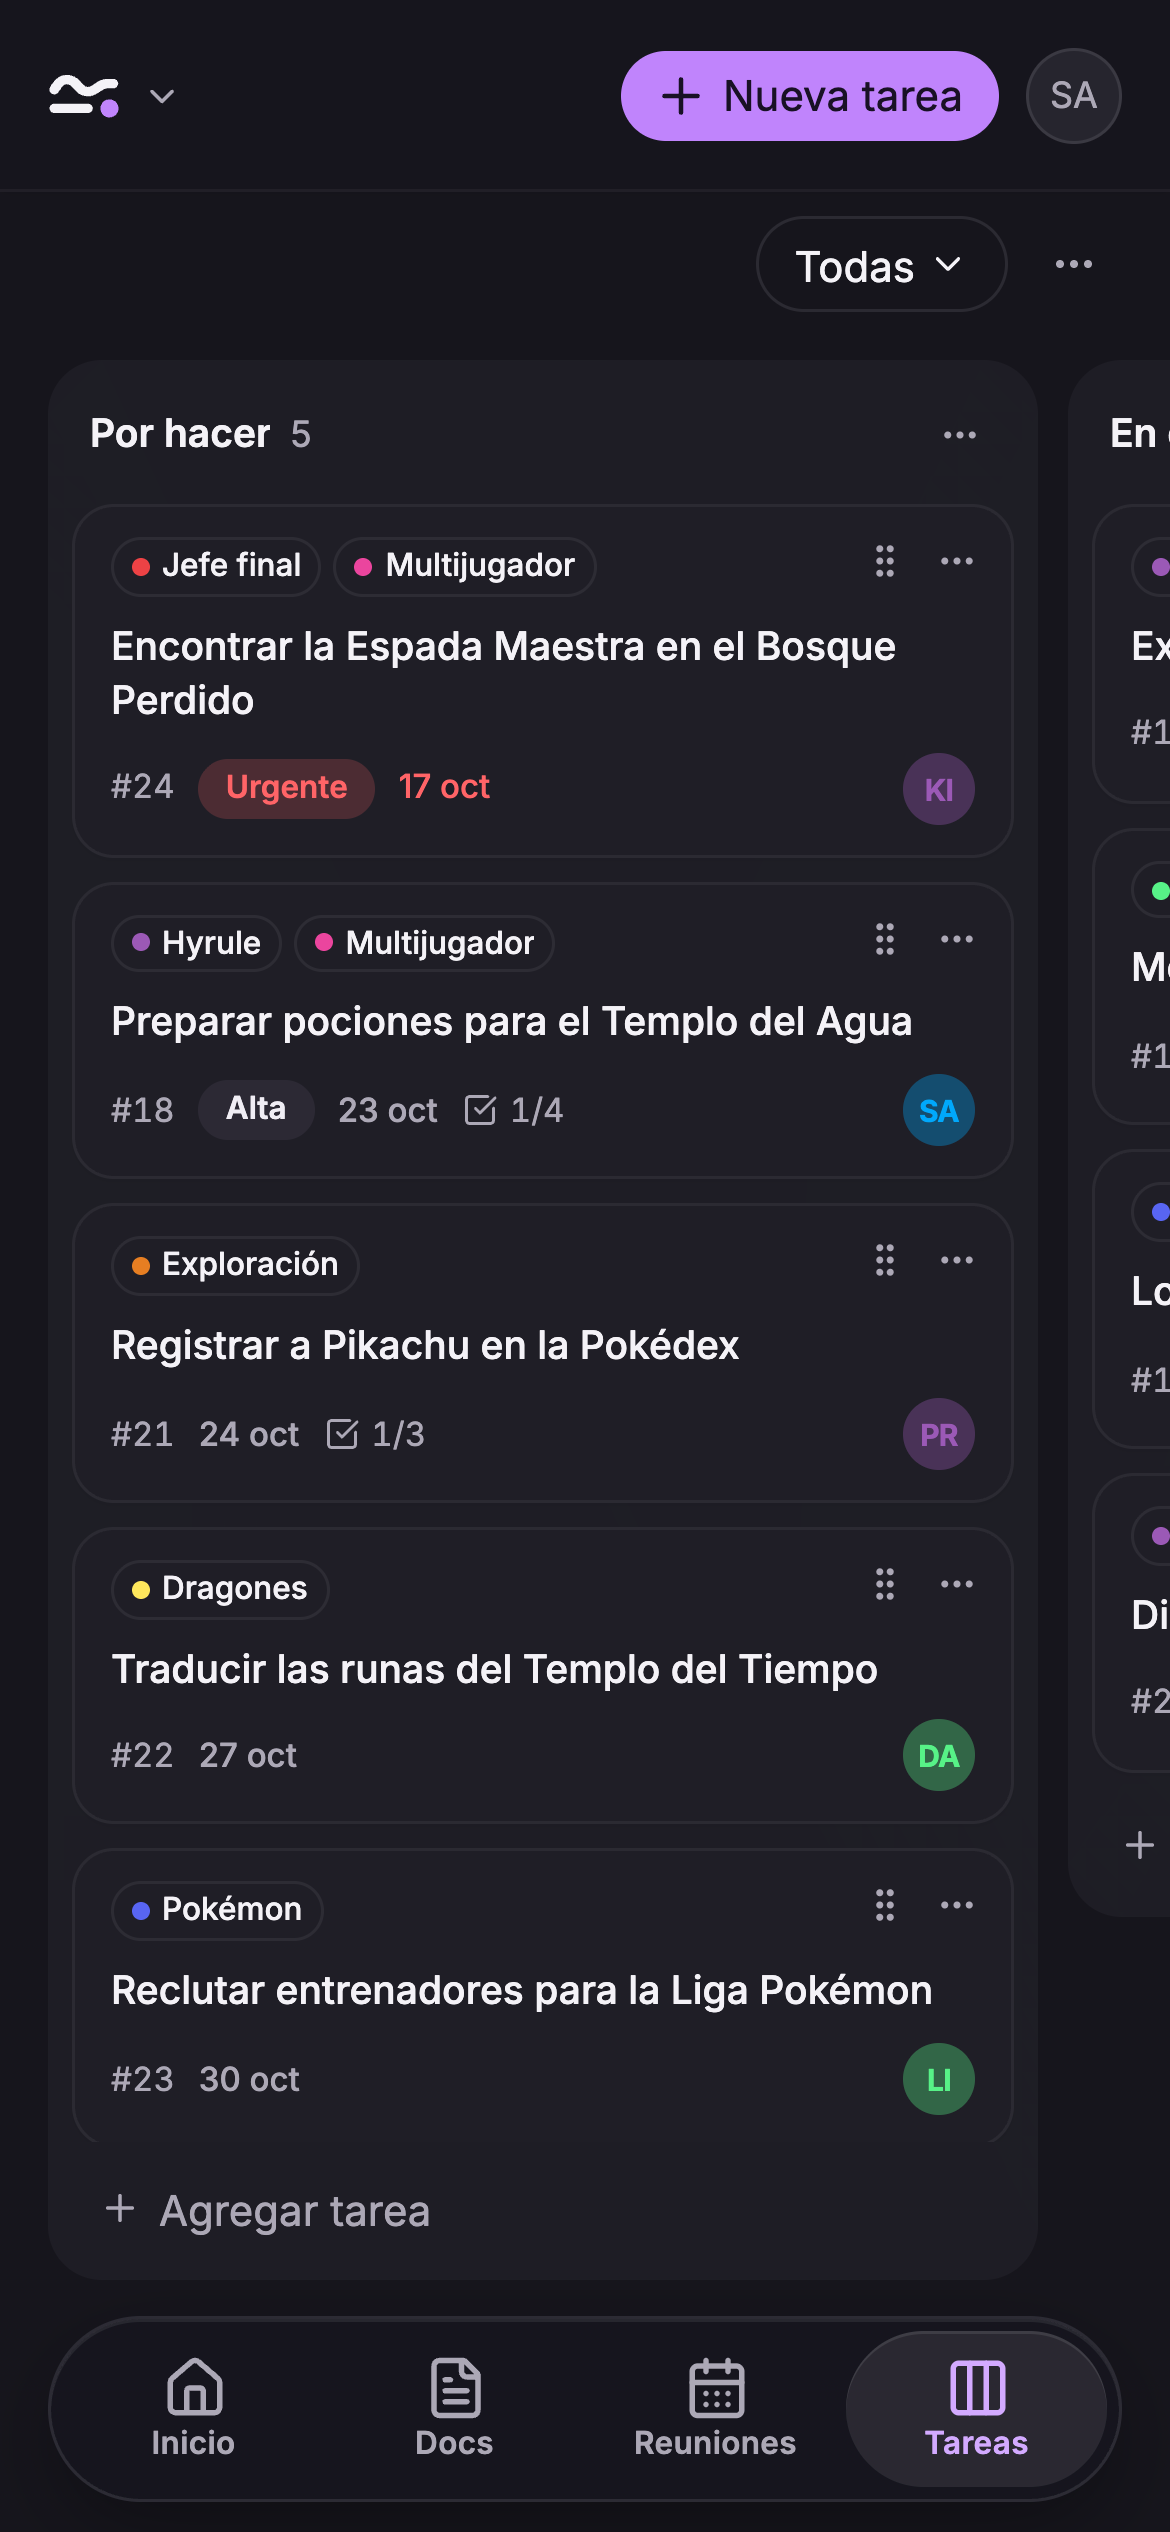 Nueva tarea
SA
Todas
Por hacer 5
Jefe final
Multijugador
Encontrar la Espada Maestra en el Bosque
Perdido
#24
Urgente
17 oct
KI
Hyrule
Multijugador
Preparar pociones para el Templo del Agua
#18
Alta
23 oct
1/4
SA
Exploración
Registrar a Pikachu en la Pokédex
#21
24 oct
1/3
PR
Dragones
Traducir las runas del Templo del Tiempo
#22
27 oct
DA
Pokémon
Reclutar entrenadores para la Liga Pokémon
#23
30 oct
LI
Agregar tarea
En
Inicio
Docs
Reuniones
Tareas